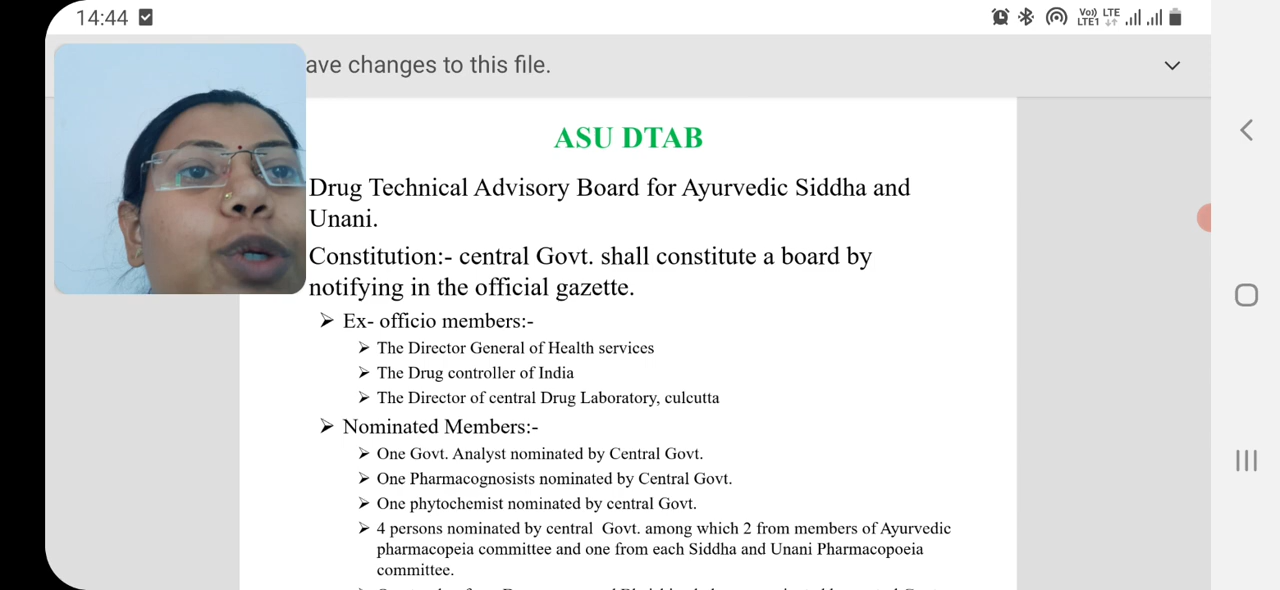 14:44
Vo) LTE
LTE1
ave changes to this file.
ASU DTAB
Drug Technical Advisory Board for Ayurvedic Siddha and
Unani.
Constitution:- central Govt. shall constitute a board by
notifying in the official gazette.
Ex- officio members:-
The Director General of Health services
The Drug controller of India
The Director of central Drug Laboratory, culcutta
Nominated Members:-
One Govt. Analyst nominated by Central Govt.
One Pharmacognosists nominated by Central Govt.
One phytochemist nominated by central Govt.
4 persons nominated by central Govt. among which 2 from members of Ayurvedic
pharmacopeia committee and one from each Siddha and Unani Pharmacopoeia
committee.